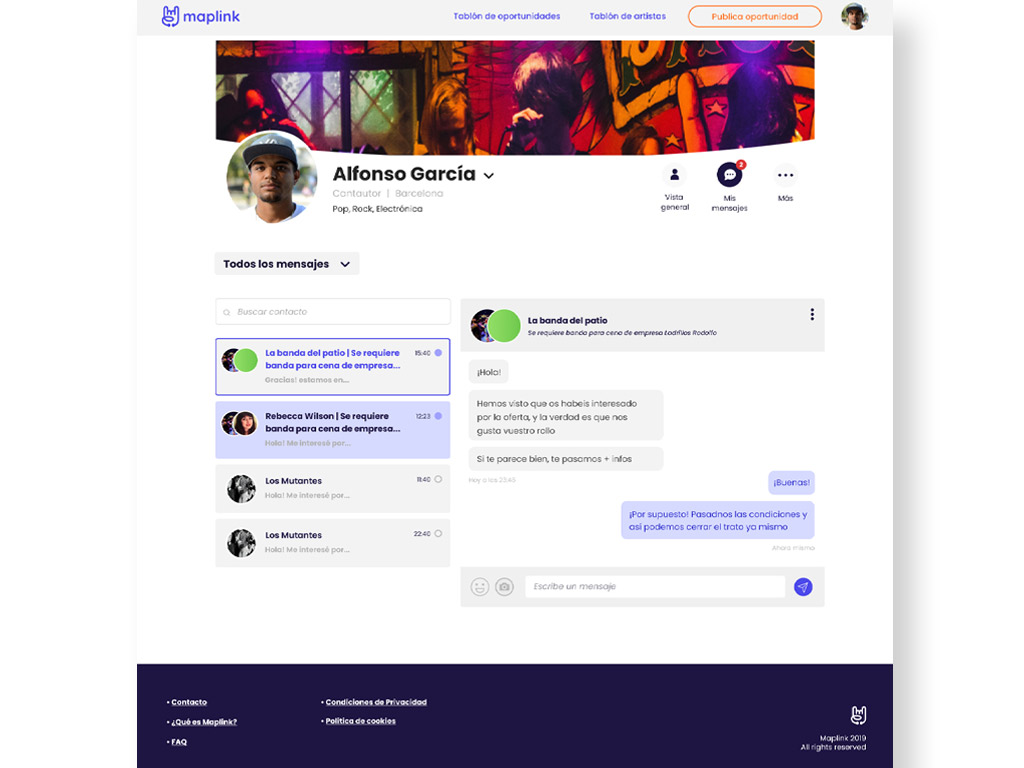 maplink
Tablón de oportunidades
Tablón de artistas
Publica oportunidad
Alfonso García
Cantautor | Barcelona
Pop, Rock, Electrónica
Vista
general
2
Mis
mensajes
Más
Todos los mensajes
Buscar contacto
La banda del patio | Se requiere
banda para cena de empresa...
Gracias! estamos en...
15:40
Rebecca Wilson | Se requiere
banda para cena de empresa...
Hola! Me interesé por...
12:23
Los Mutantes
Hola! Me interesé por...
11:40
Los Mutantes
Hola! Me interesé por...
22:40
La banda del patio
Se requiere banda para cena de empresa Ladrillos Rodolfo
¡Hola!
Hemos visto que os habeis interesado
por la oferta, y la verdad es que nos
gusta vuestro rollo
Si te parece bien, te pasamos + infos
Hoy a las 23:45
¡Buenas!
¡Por supuesto! Pasadnos las condiciones y
así podemos cerrar el trato ya mismo
Ahora mismo
Escribe un mensaje
• Contacto
• ¿Qué es Maplink?
• FAQ
• Condiciones de Privacidad
• Política de cookies
Maplink 2019
All rights reserved